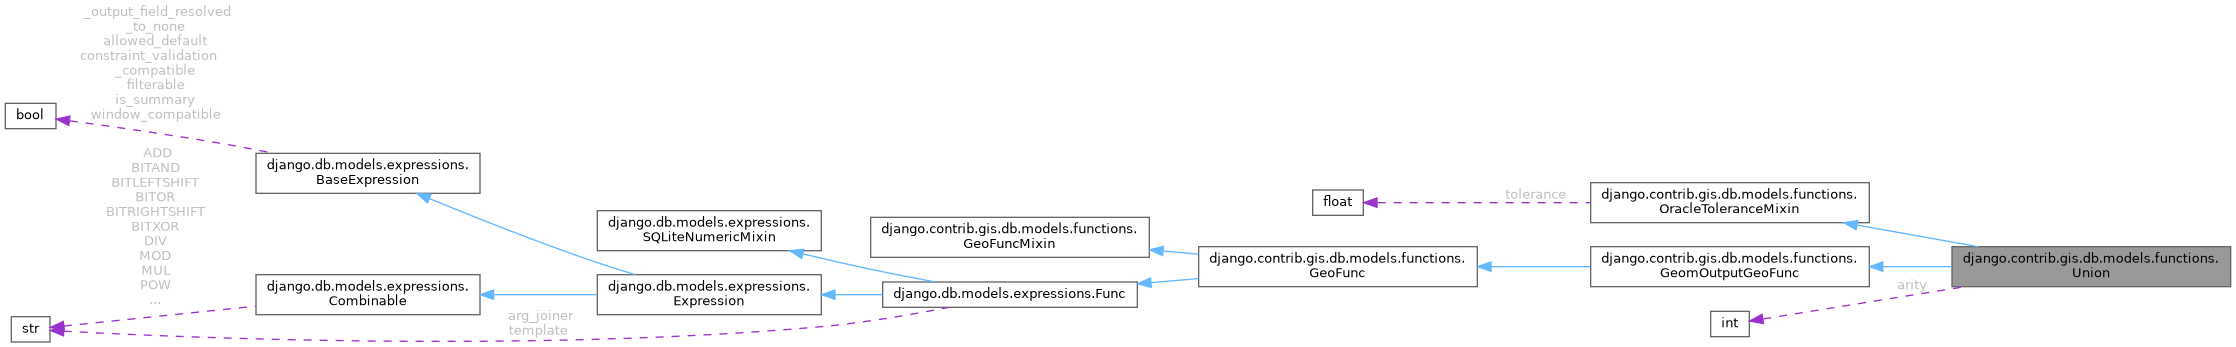 _output_field_resolved
_to_none
allowed_default
constraint_validation
_compatible
filterable
is_summary
window_compatible
bool
ADD
BITAND
BITLEFTSHIFT
BITOR
BITRIGHTSHIFT
BITXOR
DIV
MOD
MUL
POW
...
str
django.db.models.expressions.
BaseExpression
django.db.models.expressions.
Combinable
arg_joiner
template
django.db.models.expressions.
SQLiteNumericMixin
django.db.models.expressions.
Expression
django.contrib.gis.db.models.functions.
GeoFuncMixin
django.db.models.expressions.Func
django.contrib.gis.db.models.functions.
GeoFunc
float
tolerance
django.contrib.gis.db.models.functions.
OracleToleranceMixin
django.contrib.gis.db.models.functions.
GeomOutputGeoFunc
int
arity
django.contrib.gis.db.models.functions.
Union